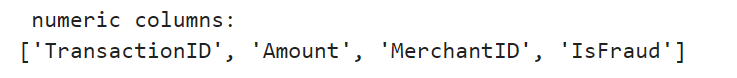 numeric columns:
['TransactionID', 'Amount', 'MerchantID', 'IsFraud']